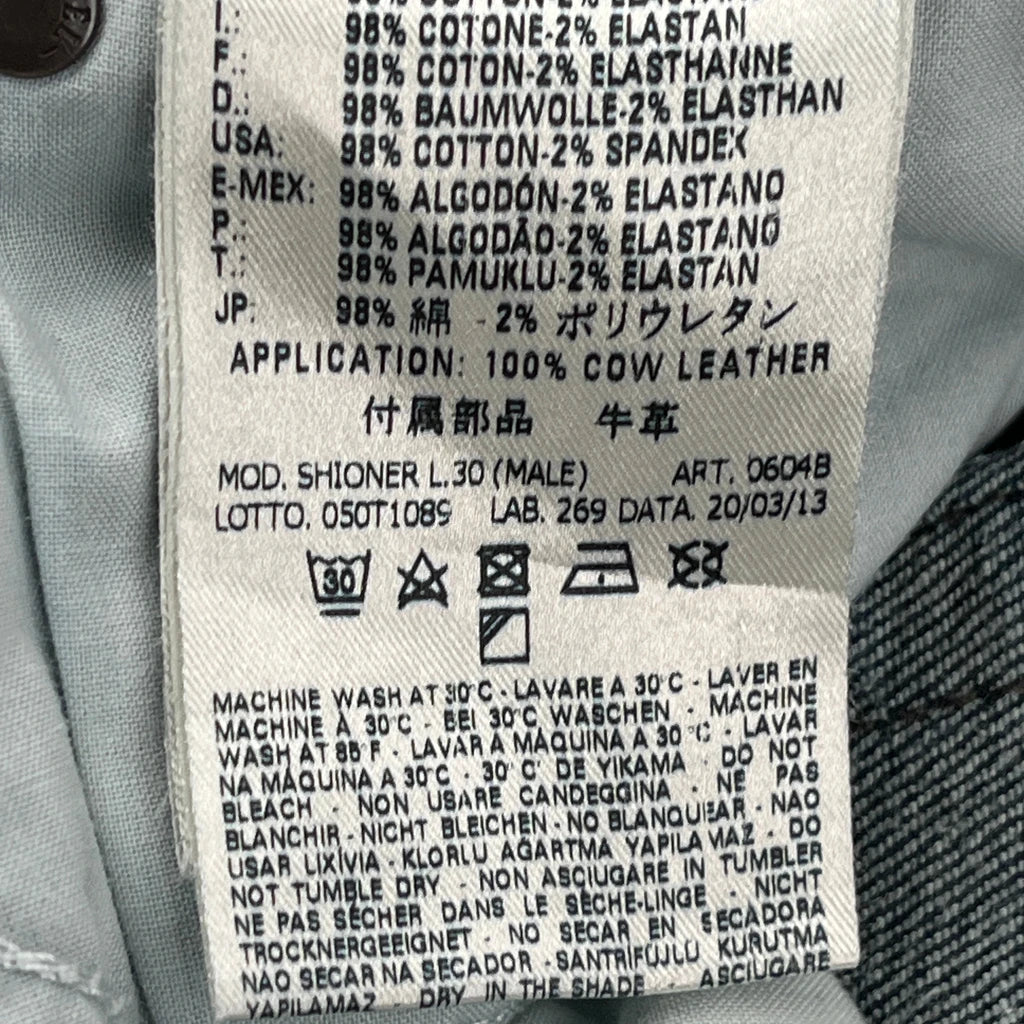 I.: 98% COTONE-2% ELASTAN
F.: 98% COTON-2% ELASTHANNE
D.: 98% BAUMWOLLE-2% ELASTHAN
USA: 98% COTTON-2% SPANDEX
E-MEX: 98% ALGODÓN-2% ELASTANO
P.: 98% ALGODÃO-2% ELASTANO
T.: 98% PAMUKLU-2% ELASTAN
JP: 98% 綿 - 2% ポリウレタン
APPLICATION: 100% COW LEATHER
付属部品 牛革
MOD. SHIONER L.30 (MALE) ART. 0604B
LOTTO. 050T1089 LAB. 269 DATA. 20/03/13
30
MACHINE WASH AT 30°C - LAVARE A 30°C - LAVER EN
MACHINE À 30°C - BEI 30°C WASCHEN - MACHINE
WASH AT 85°F - LAVAR A MAQUINA A 30°C - LAVAR
NA MÁQUINA A 30°C - 30°C' DE YIKAMA - DO NOT
BLEACH - NON USARE CANDEGGINA - NE PAS
BLANCHIR - NICHT BLEICHEN - NO BLANQUEAR - NAO
USAR LIXÍVIA - KLORLU AĞARTMA YAPILAMAZ - DO
NOT TUMBLE DRY - NON ASCIUGARE IN TUMBLER
NE PAS SÉCHER DANS LE SÈCHE-LINGE - NICHT
TROCKNERGEEIGNET - NO SECAR EN SECADORA
NAO SECAR NA SECADOR - SANTRIFÜJLÜ KURUTMA
YAPILAMAZ - DRY IN THE SHADE - ASCIUGARE